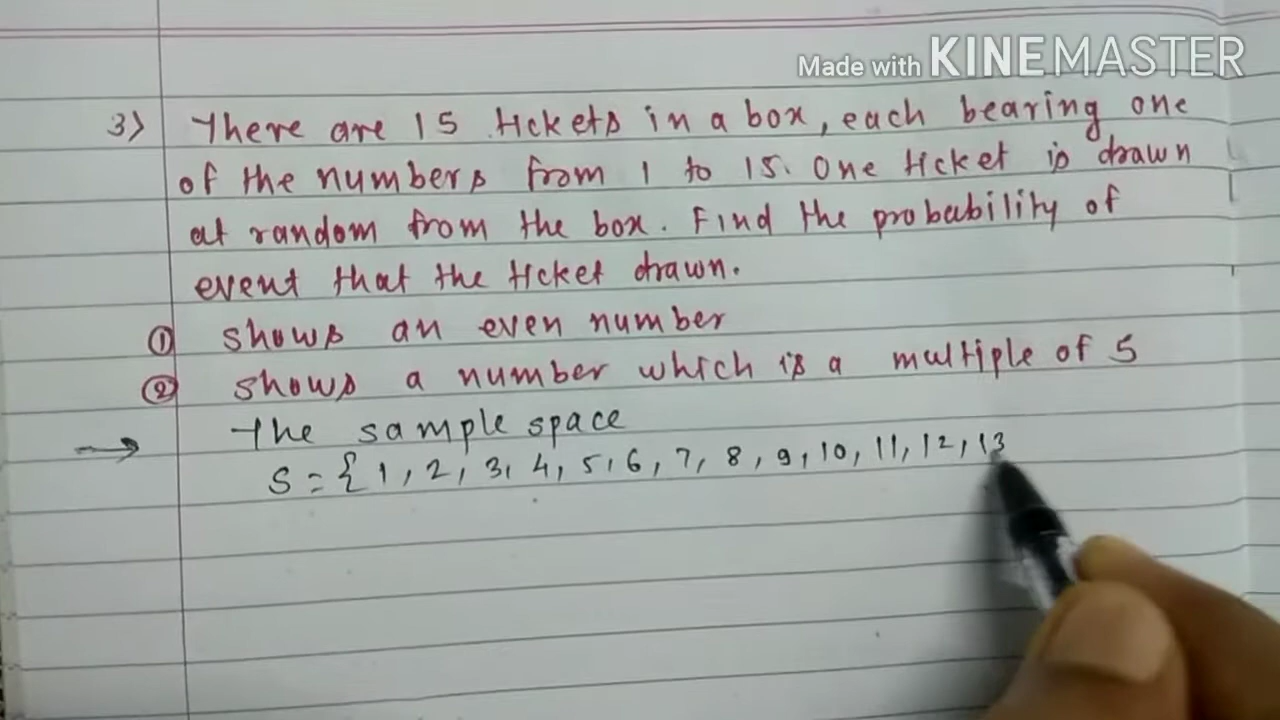 Made with KINEMASTER
3) There are 15 tickets in a box, each bearing one
of the numbers from 1 to 15. One ticket is drawn
at random from the box. Find the probability of
event that the ticket drawn.
① shows an even number
② shows a number which is a multiple of 5
→ The sample space
S = { 1, 2, 3, 4, 5, 6, 7, 8, 9, 10, 11, 12, 13